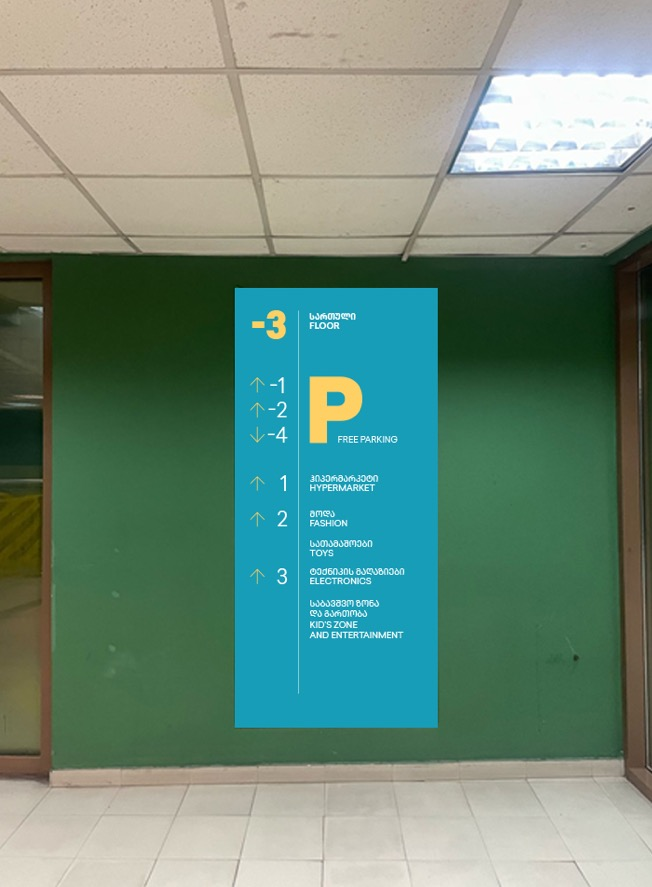 -3
სართული
FLOOR
↑ -1
↑ -2
↓ -4
P
FREE PARKING
↑ 1
ჰიპერმარკეტი
HYPERMARKET
↑ 2
მოდა
FASHION
სათამაშოები
TOYS
↑ 3
ტექნიკის მაღაზიები
ELECTRONICS
საბავშვო ზონა
და გართობა
KID'S ZONE
AND ENTERTAINMENT